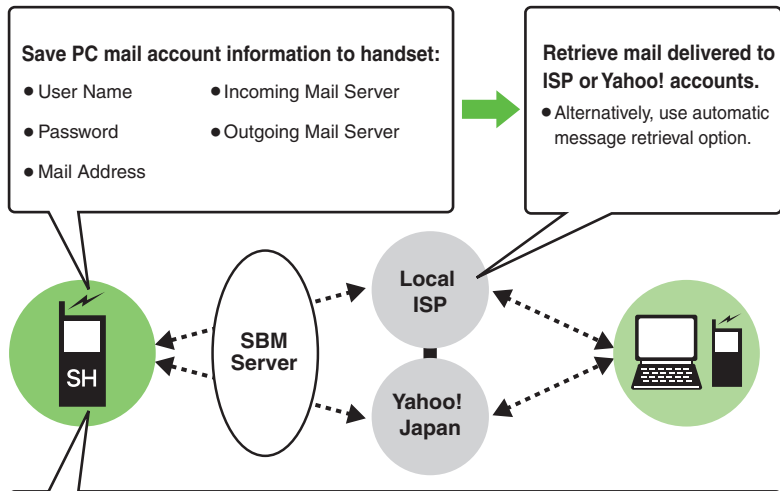 Save PC mail account information to handset:
● User Name
● Password
● Mail Address
● Incoming Mail Server
● Outgoing Mail Server
Retrieve mail delivered to
ISP or Yahoo! accounts.
● Alternatively, use automatic
message retrieval option.
SH
SBM
Server
Local
ISP
Yahoo!
Japan